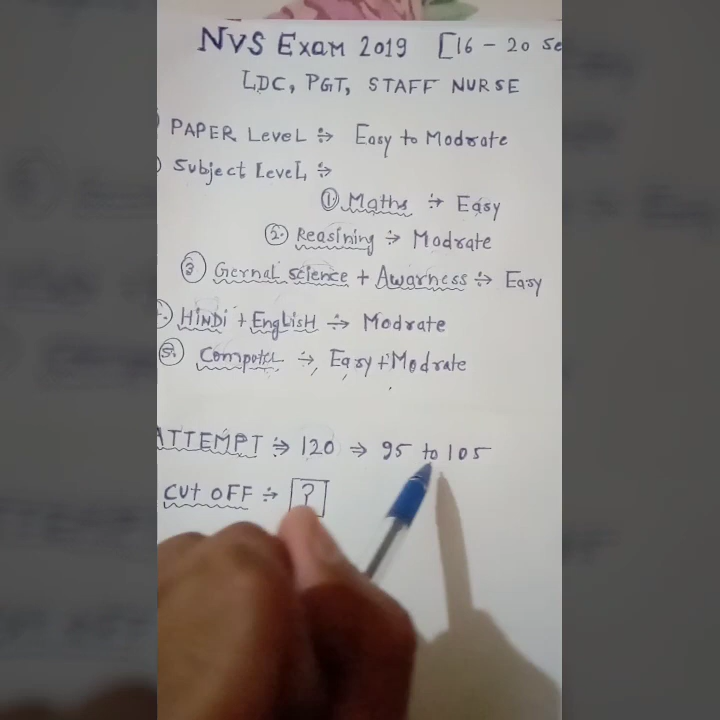 NVS Exam 2019 [16 - 20 Se
LDC, PGT, STAFF NURSE
PAPER LeveL ÷> Easy to Modrate
) Subject LeveL ÷>
① Maths ÷> Easy
② Reasining ÷> Modrate
③ Gernal science + Awarness ÷> Easy
HiNDi + EngLisH ÷> Modrate
⑤ Computer ÷> Easy + Modrate
ATTEMPT ÷> 120 => 95 to 105
CUt OFF ÷> ?